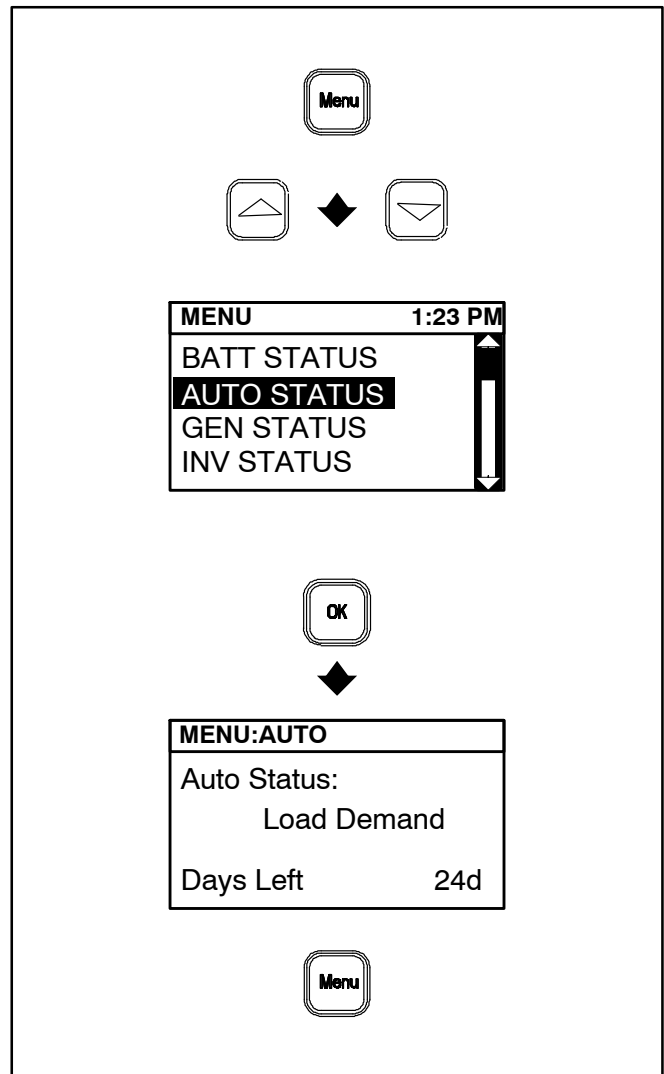 Menu
MENU 1:23 PM
BATT STATUS
AUTO STATUS
GEN STATUS
INV STATUS
OK
MENU:AUTO
Auto Status:
Load Demand
Days Left 24d
Menu